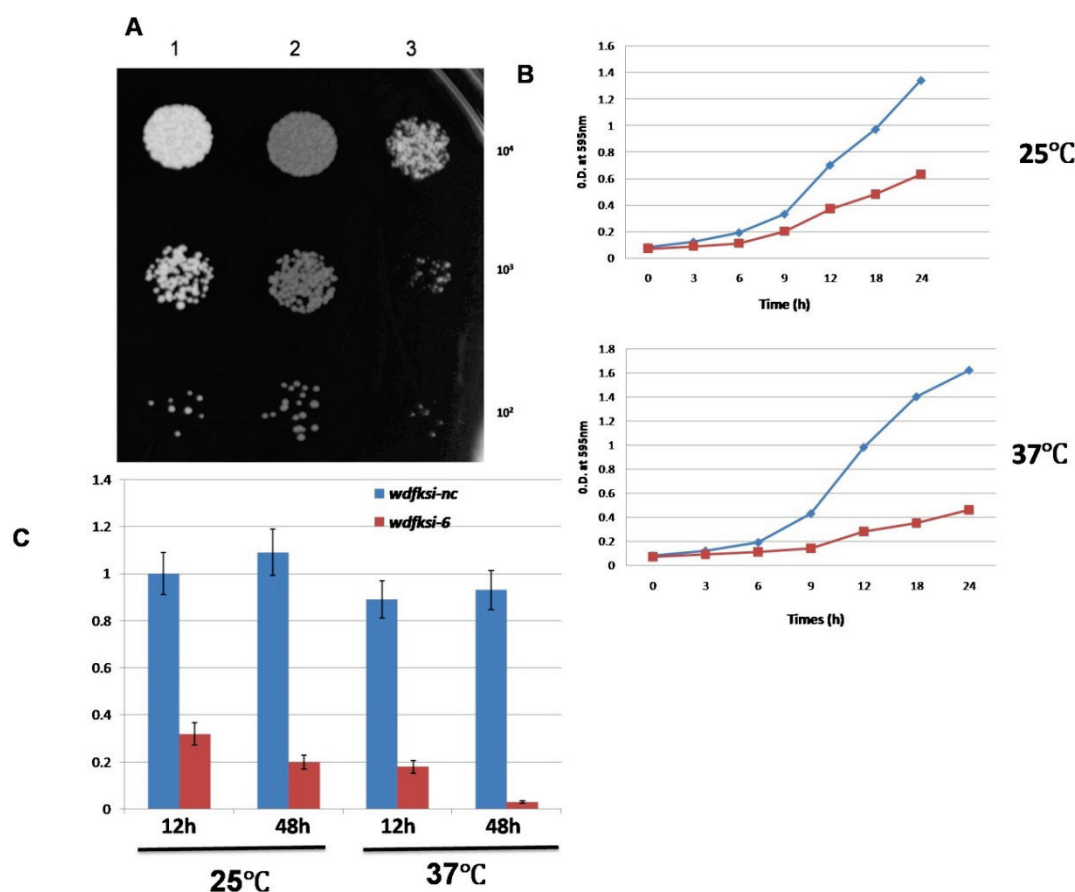 A
1 2 3
10⁴
10³
10²
B
1.6
1.4
1.2
1
0.8
0.6
0.4
0.2
0
O.D. at 595nm
0 3 6 9 12 18 24
Time (h)
25℃
1.8
1.6
1.4
1.2
1
0.8
0.6
0.4
0.2
0
O.D. at 595nm
0 3 6 9 12 18 24
Times (h)
37℃
C
1.4
1.2
1
0.8
0.6
0.4
0.2
0
wdfksi-nc
wdfksi-6
12h 48h 12h 48h
25℃ 37℃